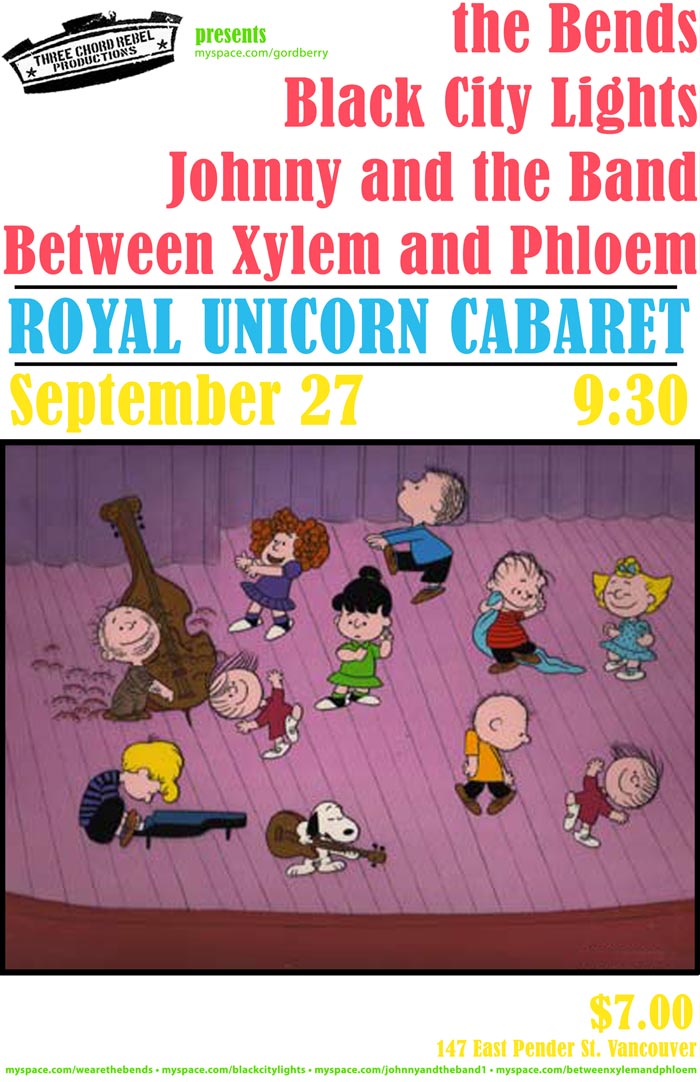 THREE CHORD REBEL
PRODUCTIONS
presents
myspace.com/gordberry
the Bends
Black City Lights
Johnny and the Band
Between Xylem and Phloem
ROYAL UNICORN CABARET
September 27 9:30
$7.00
147 East Pender St. Vancouver
myspace.com/wearethebends • myspace.com/blackcitylights • myspace.com/johnnyandtheband1 • myspace.com/betweenxylemandphloem